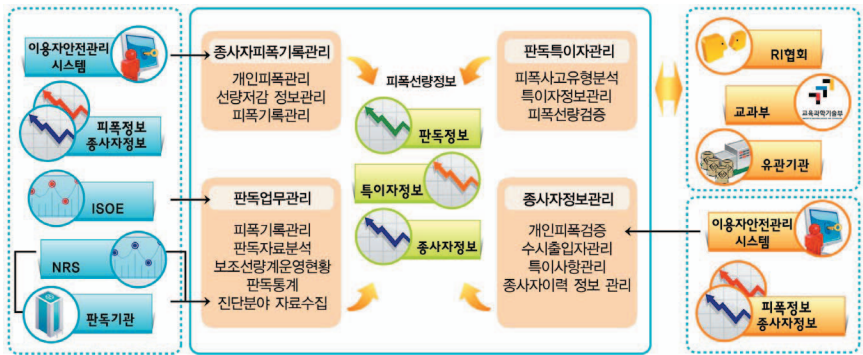 이용자안전관리
시스템
피폭정보
종사자정보
ISOE
NRS
판독기관
종사자피폭기록관리
개인피폭관리
선량저감 정보관리
피폭기록관리
판독업무관리
피폭기록관리
판독자료분석
보조선량계운영현황
판독통계
진단분야 자료수집
피폭선량정보
판독정보
특이자정보
종사자정보
판독특이자관리
피폭사고유형분석
특이자정보관리
피폭선량검증
종사자정보관리
개인피폭검증
수시출입자관리
특이사항관리
종사자이력 정보 관리
RI협회
교과부
교육과학기술부
유관기관
이용자안전관리
시스템
피폭정보
종사자정보